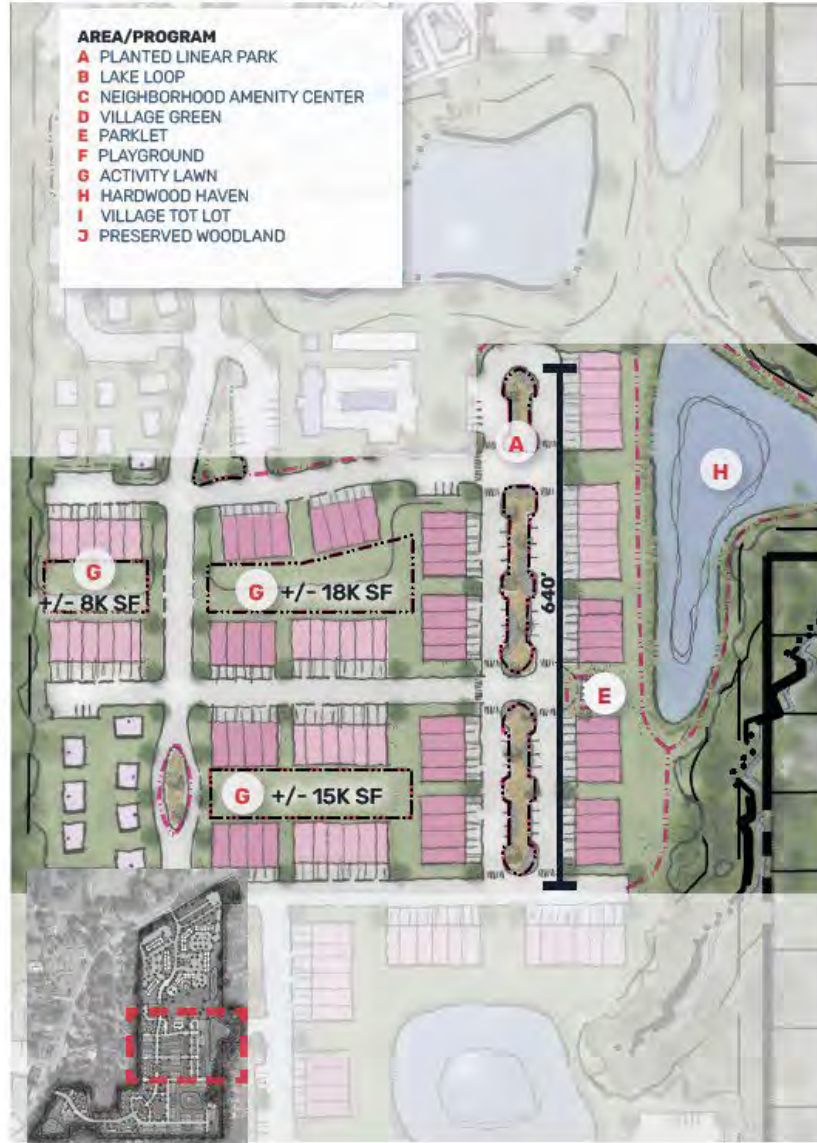 AREA/PROGRAM
A PLANTED LINEAR PARK
B LAKE LOOP
C NEIGHBORHOOD AMENITY CENTER
D VILLAGE GREEN
E PARKLET
F PLAYGROUND
G ACTIVITY LAWN
H HARDWOOD HAVEN
I VILLAGE TOT LOT
J PRESERVED WOODLAND
A
H
G
+/- 8K SF
G +/- 18K SF
640'
E
G +/- 15K SF